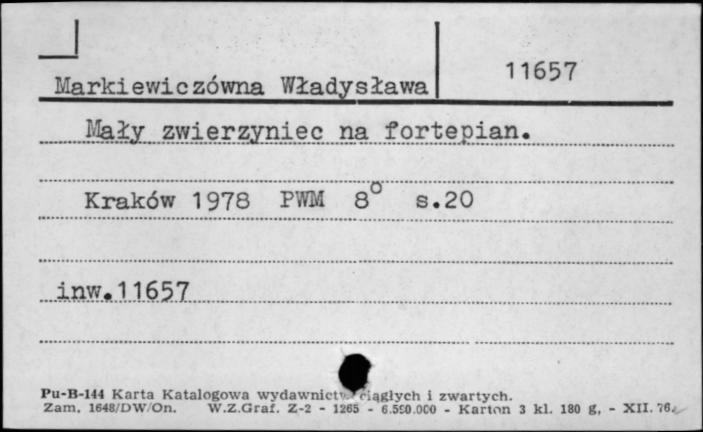 11657
Markiewiczówna Władysława
Mały zwierzyniec na fortepian.
Kraków 1978 PWM 8° s.20
inw.11657
Pu-B-144 Karta Katalogowa wydawnictw ciągłych i zwartych.
Zam. 1648/DW/On. W.Z.Graf. Z-2 - 1265 - 6.550.000 - Karton 3 kl. 180 g, - XII. 76.